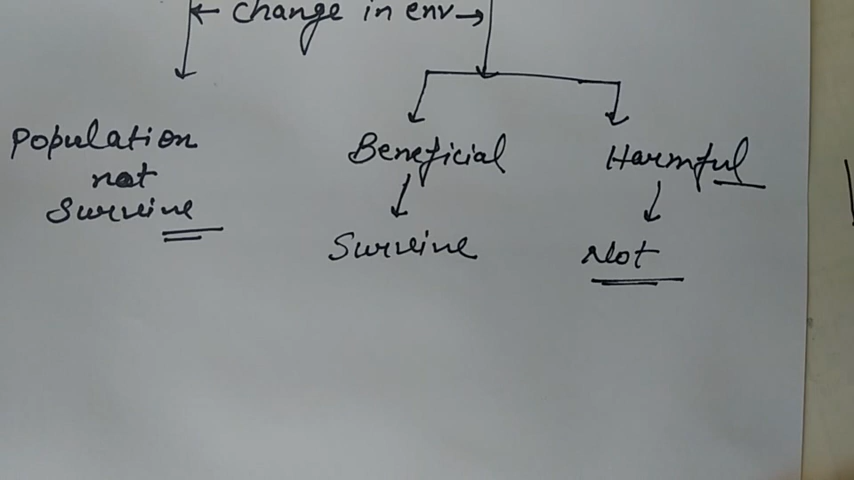 change in env
Population
not
Survive
Beneficial
Harmful
Survive
Not